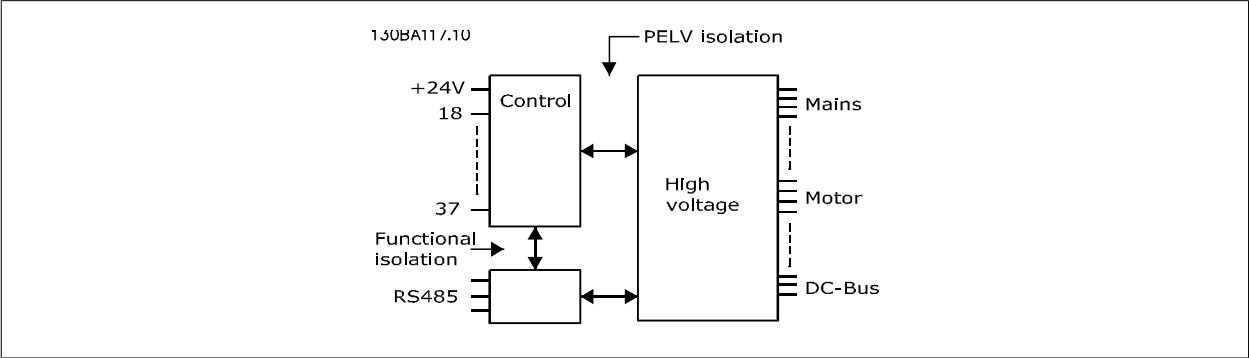 130BA117.10
PELV isolation
+24V
Control
18
Mains
High
voltage
Motor
37
Functional
isolation
RS485
DC-Bus